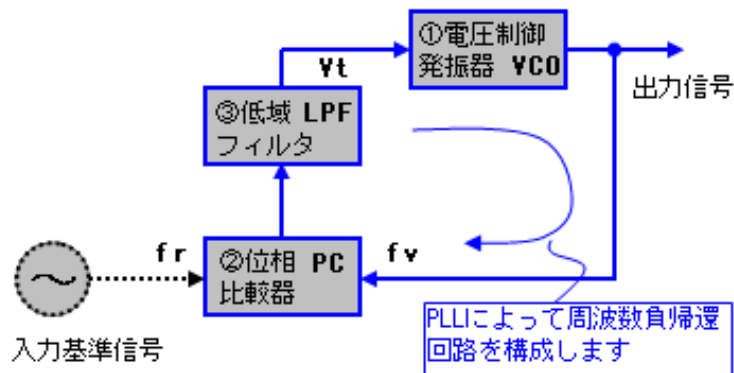 ①電圧制御
発振器 VCO
Vt
出力信号
③低域 LPF
フィルタ
fr
②位相 PC
比較器
fv
入力基準信号
PLLIによって周波数負帰還
回路を構成します